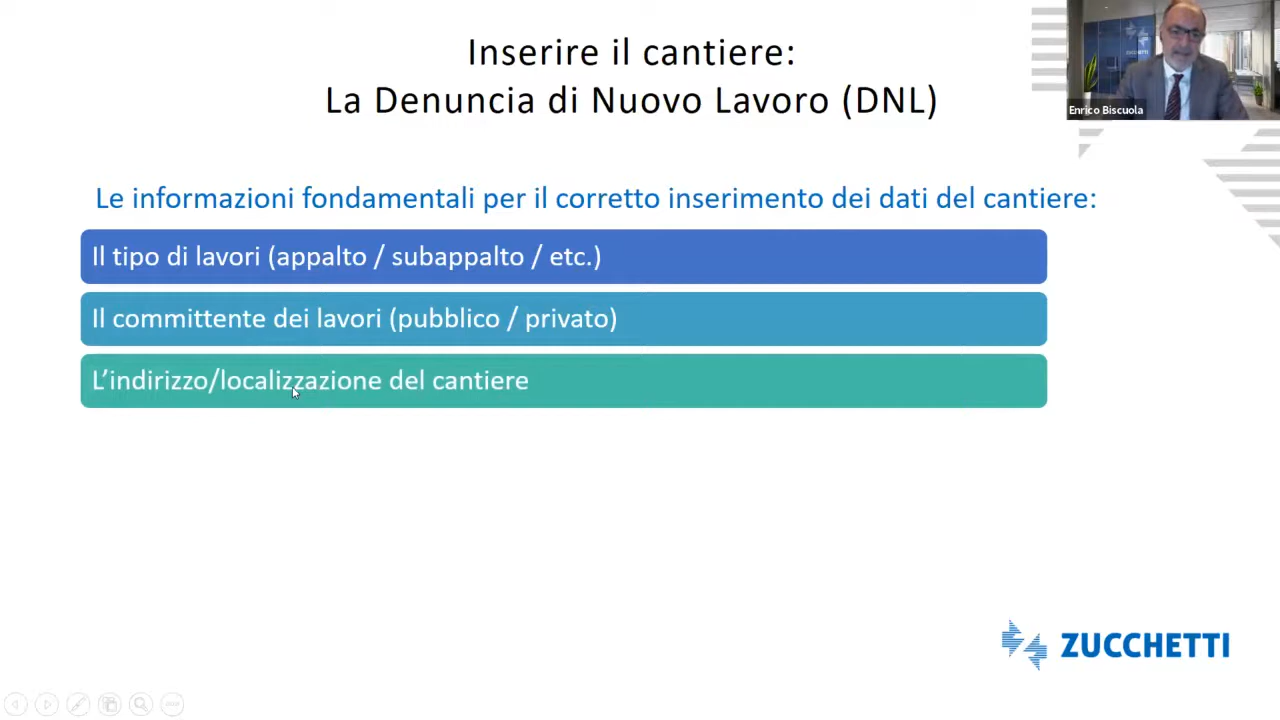 Inserire il cantiere:
La Denuncia di Nuovo Lavoro (DNL)
Enrico Biscuola
Le informazioni fondamentali per il corretto inserimento dei dati del cantiere:
Il tipo di lavori (appalto / subappalto / etc.)
Il committente dei lavori (pubblico / privato)
L’indirizzo/localizzazione del cantiere
ZUCCHETTI